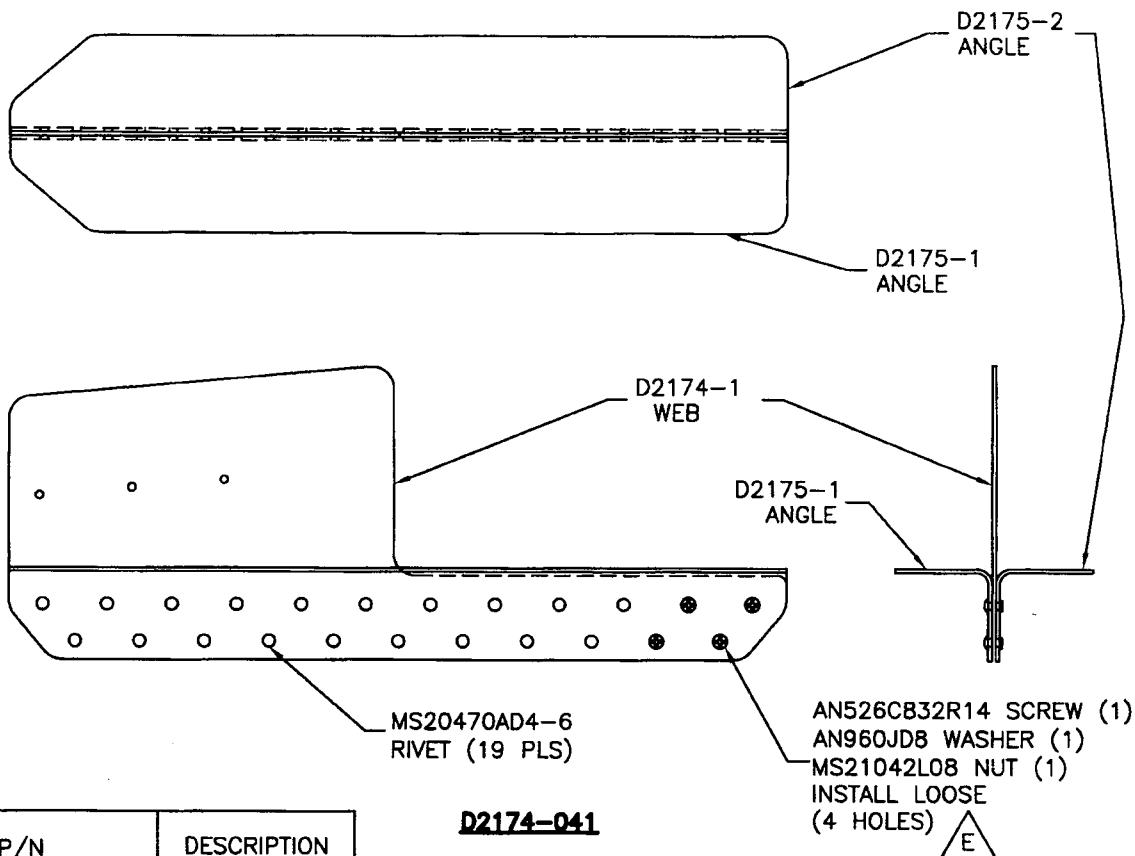 D2175-2
ANGLE
D2175-1
ANGLE
D2174-1
WEB
D2175-1
ANGLE
MS20470AD4-6
RIVET (19 PLS)
AN526C832R14 SCREW (1)
AN960JD8 WASHER (1)
MS21042L08 NUT (1)
INSTALL LOOSE
(4 HOLES)
E
D2174-041
P/N
DESCRIPTION